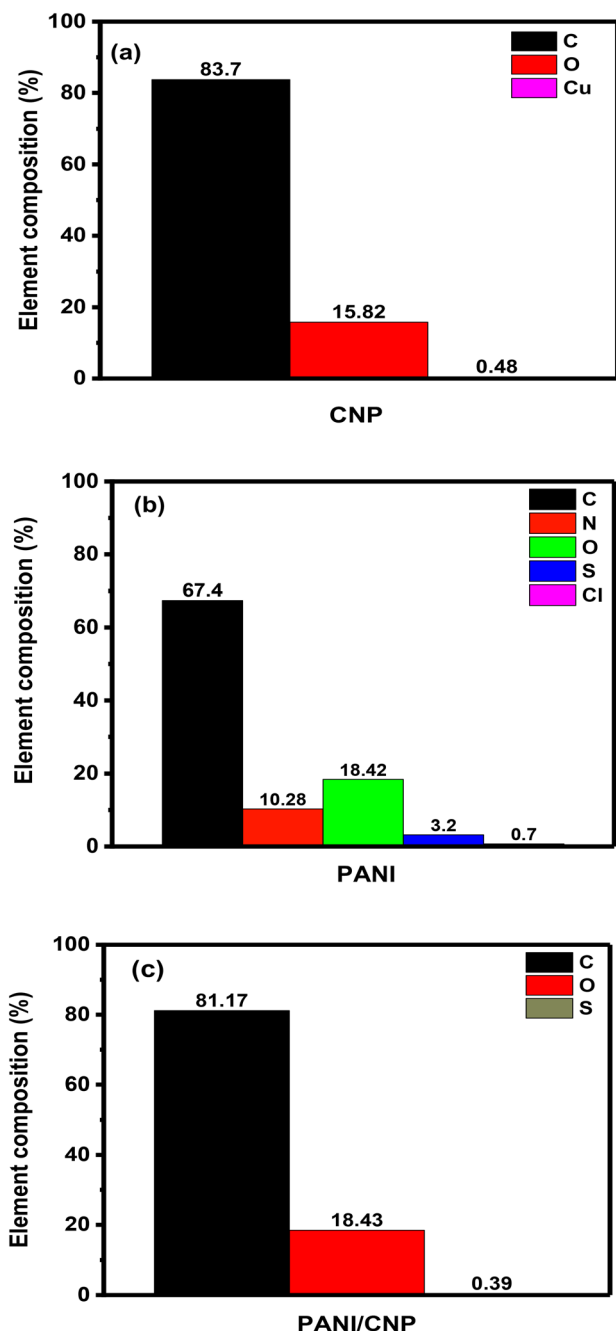 (a)
C
O
Cu
Element composition (%)
100
80
60
40
20
0
83.7
15.82
0.48
CNP
(b)
C
N
O
S
Cl
Element composition (%)
100
80
60
40
20
0
67.4
10.28
18.42
3.2
0.7
PANI
(c)
C
O
S
Element composition (%)
100
80
60
40
20
0
81.17
18.43
0.39
PANI/CNP